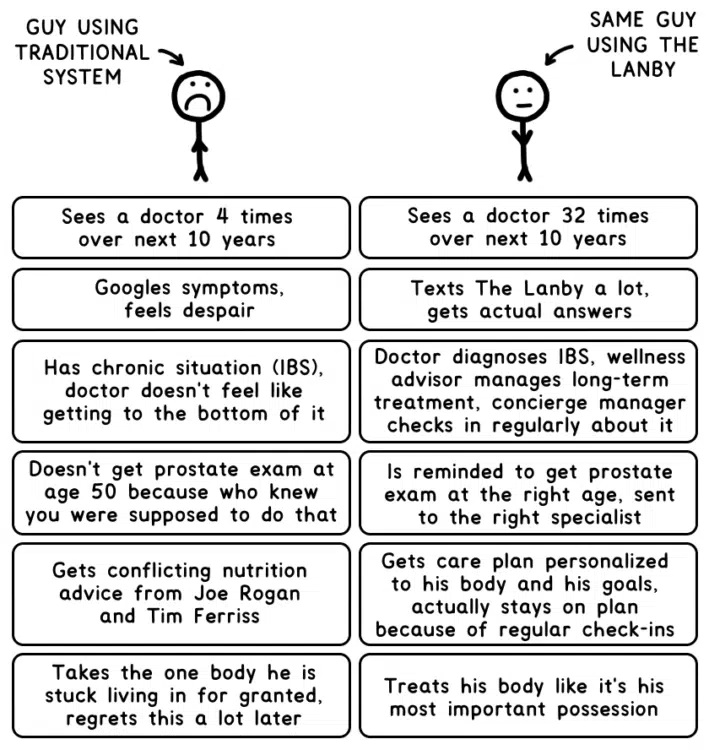 GUY USING
TRADITIONAL
SYSTEM
SAME GUY
USING THE
LANBY
Sees a doctor 4 times
over next 10 years
Sees a doctor 32 times
over next 10 years
Googles symptoms,
feels despair
Texts The Lanby a lot,
gets actual answers
Has chronic situation (IBS),
doctor doesn't feel like
getting to the bottom of it
Doctor diagnoses IBS, wellness
advisor manages long-term
treatment, concierge manager
checks in regularly about it
Doesn't get prostate exam at
age 50 because who knew
you were supposed to do that
Is reminded to get prostate
exam at the right age, sent
to the right specialist
Gets conflicting nutrition
advice from Joe Rogan
and Tim Ferriss
Gets care plan personalized
to his body and his goals,
actually stays on plan
because of regular check-ins
Takes the one body he is
stuck living in for granted,
regrets this a lot later
Treats his body like it's his
most important possession